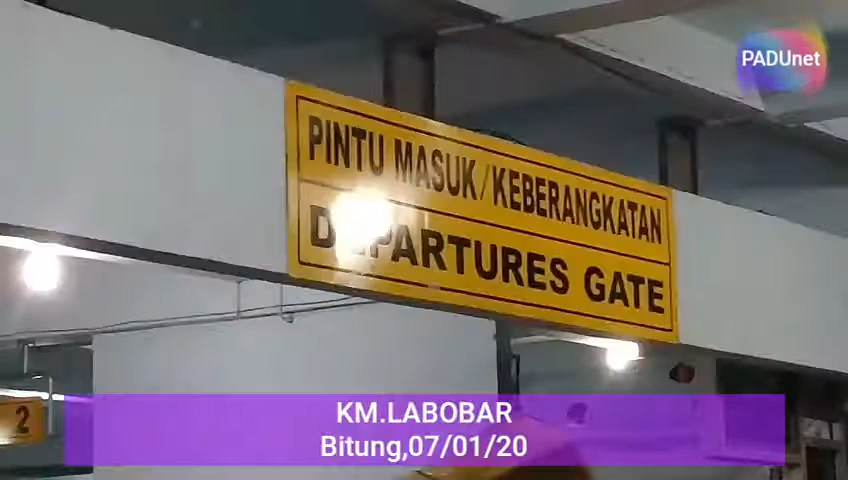 PADUnet
PINTU MASUK/KEBERANGKATAN
DEPARTURES GATE
2
KM.LABOBAR
Bitung,07/01/20